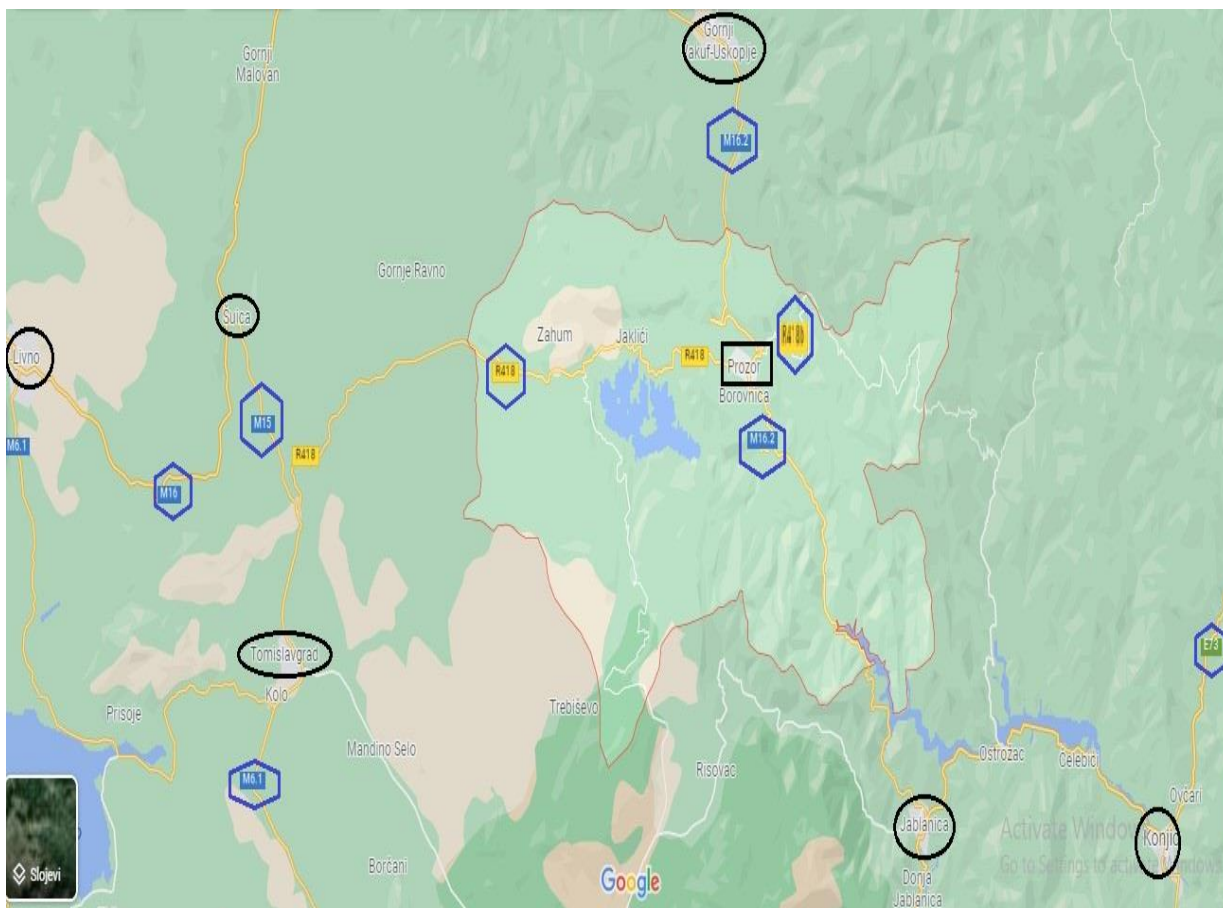 Gornji
Vakuf-Uskoplje
Gornji
Malovan
M16.2
Gornje Ravno
Šuica
Zahum
Jaklići
R418b
Livno
R418
Prozor
R418
Borovnica
M15
M6.1
M16.2
R418
M16
E73
Tomislavgrad
Kolo
Prisoje
Trebiševo
Mandino Selo
Risovac
Ostrožac
Čelebići
M6.1
Ovčari
Jablanica
Activate Windows
Konjic
Go to Settings to activate Windows
Borčani
Slojevi
Google
Donja
Jablanica